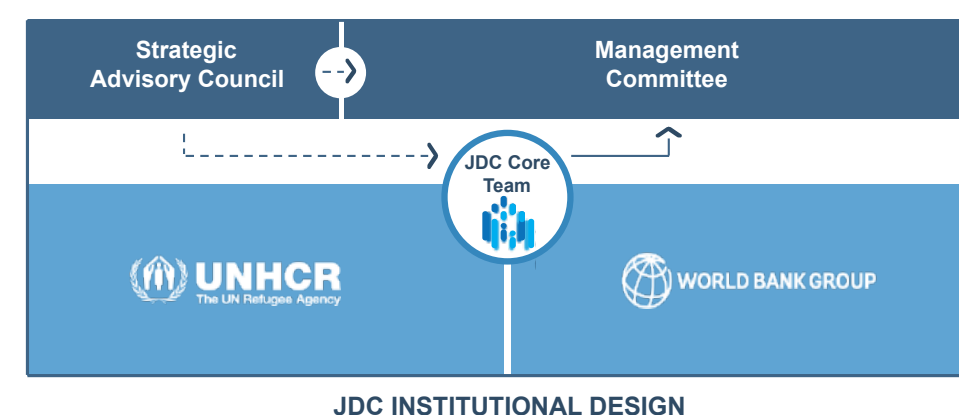 Strategic
Advisory Council
Management
Committee
JDC Core
Team
UNHCR
The UN Refugee Agency
WORLD BANK GROUP
JDC INSTITUTIONAL DESIGN